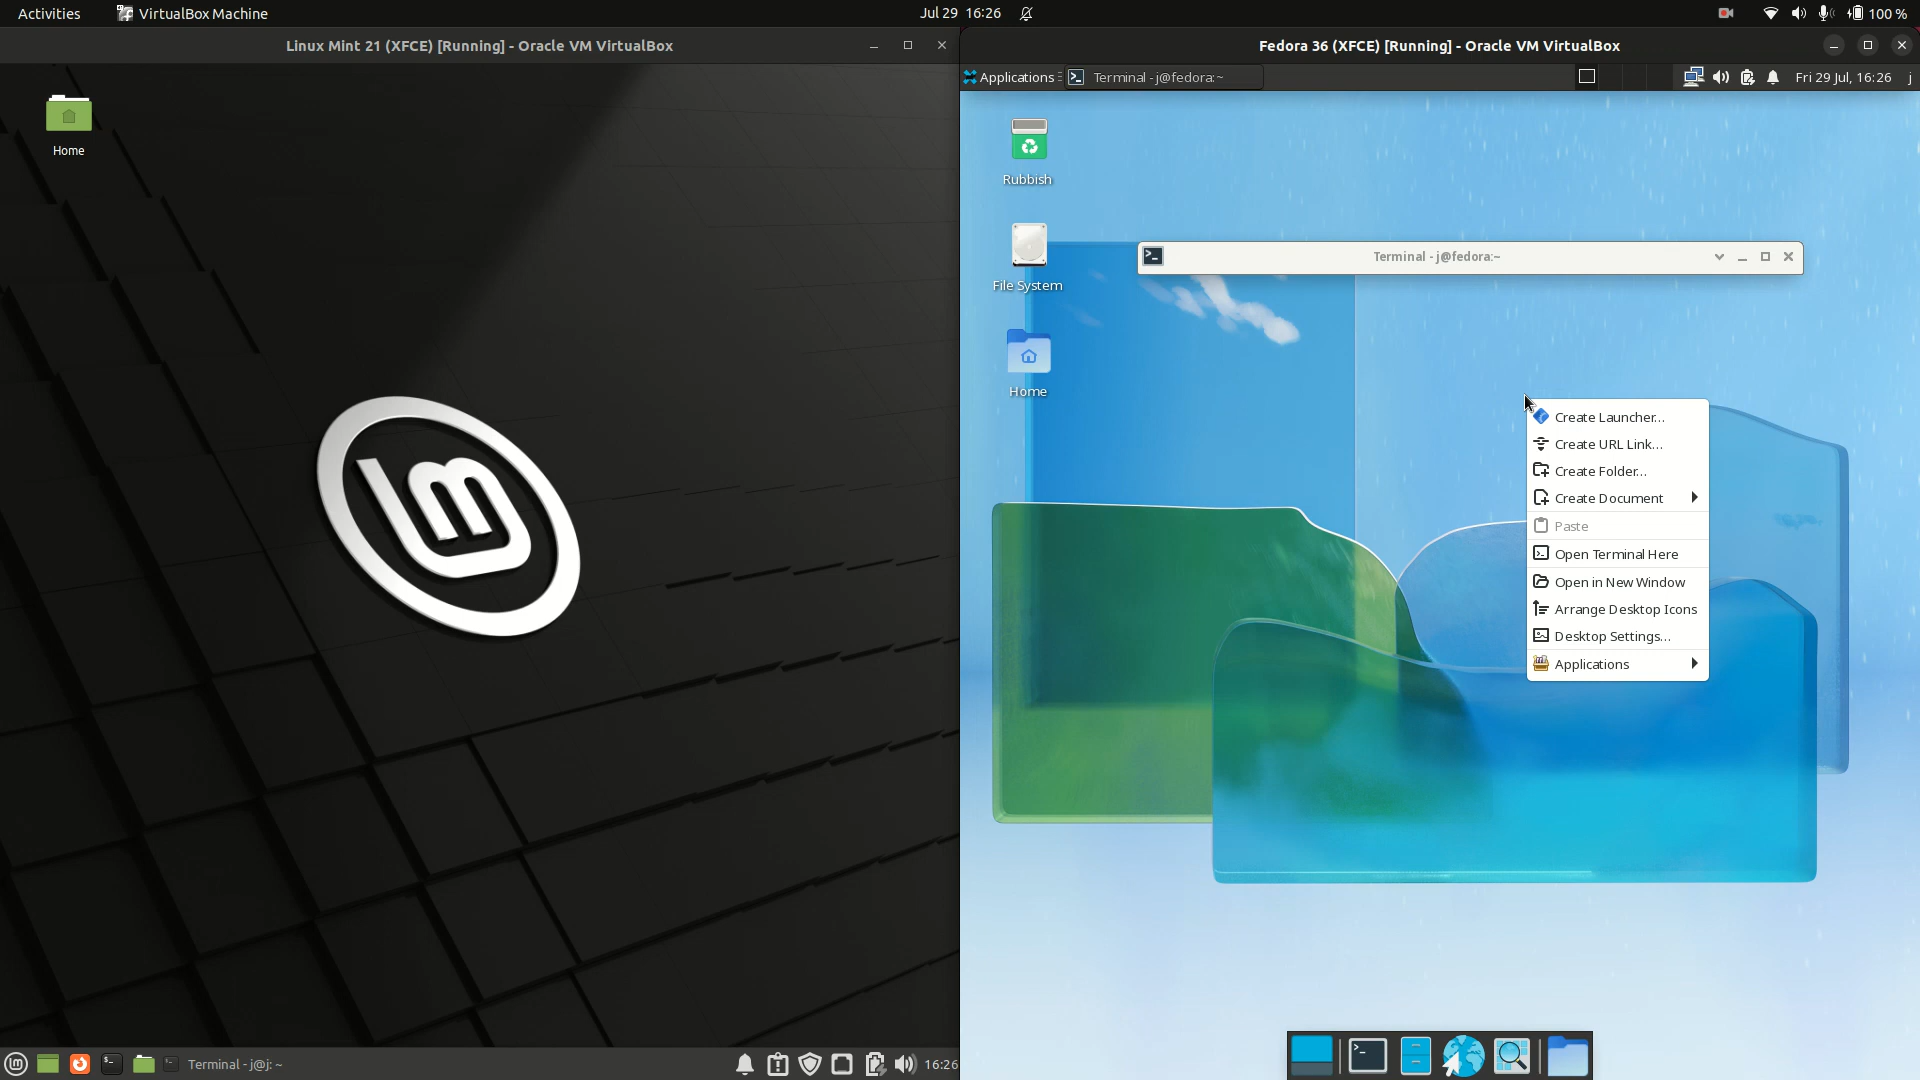 Activities
VirtualBox Machine
Jul 29 16:26
100 %
Linux Mint 21 (XFCE) [Running] - Oracle VM VirtualBox
Home
Terminal - j@j: ~
16:26
Fedora 36 (XFCE) [Running] - Oracle VM VirtualBox
Applications
Terminal - j@fedora:~
Fri 29 Jul, 16:26
j
Rubbish
File System
Home
Terminal - j@fedora:~
Create Launcher...
Create URL Link...
Create Folder...
Create Document
Paste
Open Terminal Here
Open in New Window
Arrange Desktop Icons
Desktop Settings...
Applications